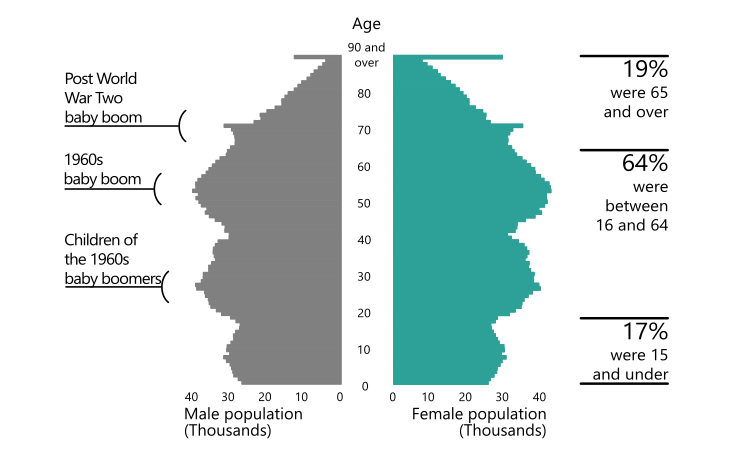 Age
90 and
over
80
70
60
50
40
30
20
10
0
Post World
War Two
baby boom
1960s
baby boom
Children of
the 1960s
baby boomers
19%
were 65
and over
64%
were
between
16 and 64
17%
were 15
and under
40 30 20 10 0
Male population
(Thousands)
0 10 20 30 40
Female population
(Thousands)